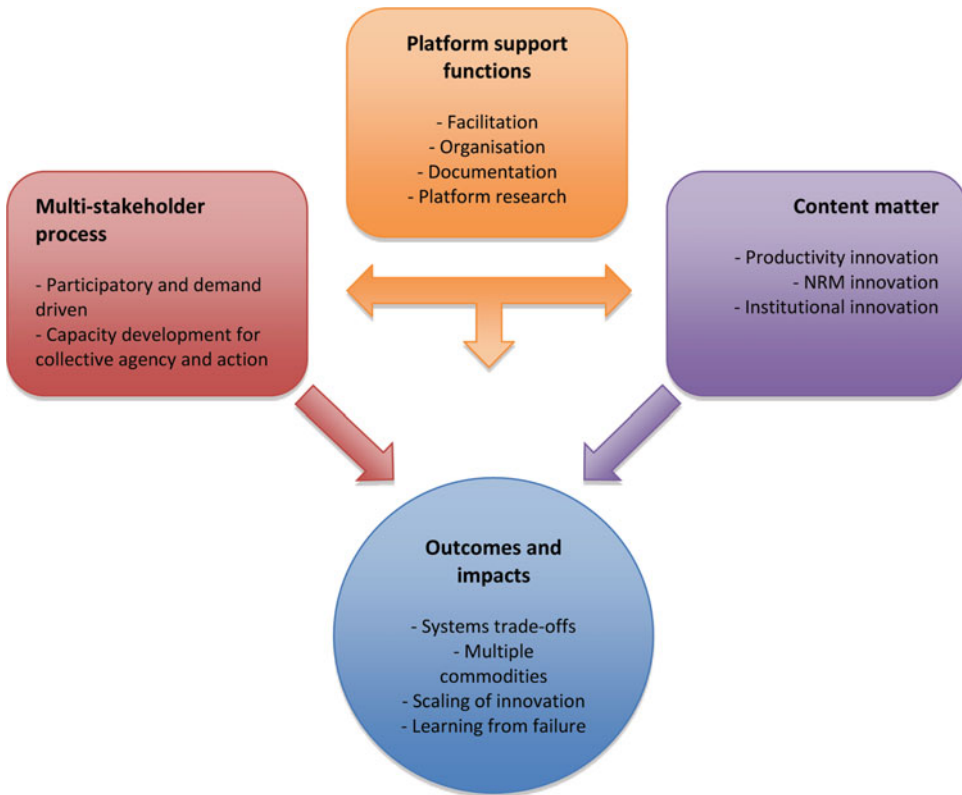 Platform support
functions
- Facilitation
- Organisation
- Documentation
- Platform research
Multi-stakeholder
process
- Participatory and demand
driven
- Capacity development for
collective agency and action
Content matter
- Productivity innovation
- NRM innovation
- Institutional innovation
Outcomes and
impacts
- Systems trade-offs
- Multiple
commodities
- Scaling of innovation
- Learning from failure